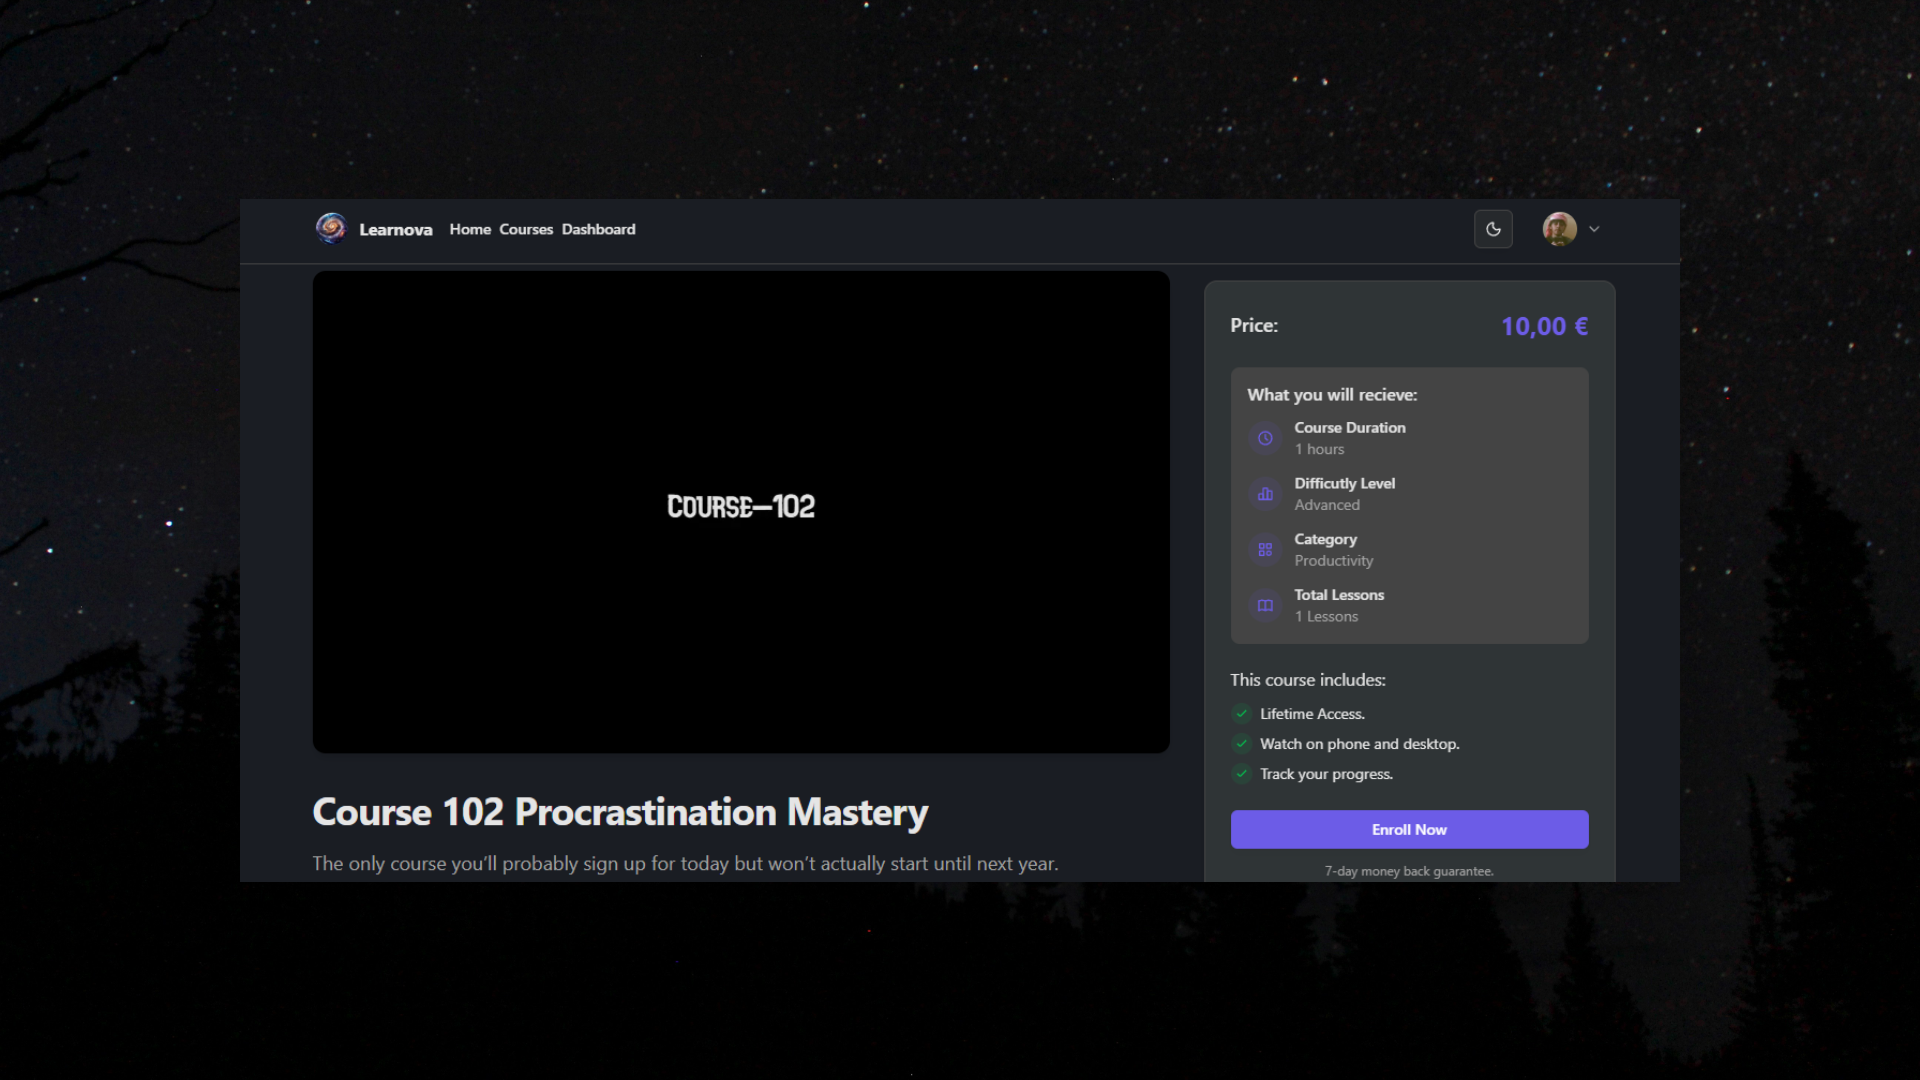 Learnova Home Courses Dashboard
COURSE–102
Course 102 Procrastination Mastery
The only course you’ll probably sign up for today but won’t actually start until next year.
Price: 10,00 €
What you will recieve:
Course Duration
1 hours
Difficutly Level
Advanced
Category
Productivity
Total Lessons
1 Lessons
This course includes:
Lifetime Access.
Watch on phone and desktop.
Track your progress.
Enroll Now
7-day money back guarantee.